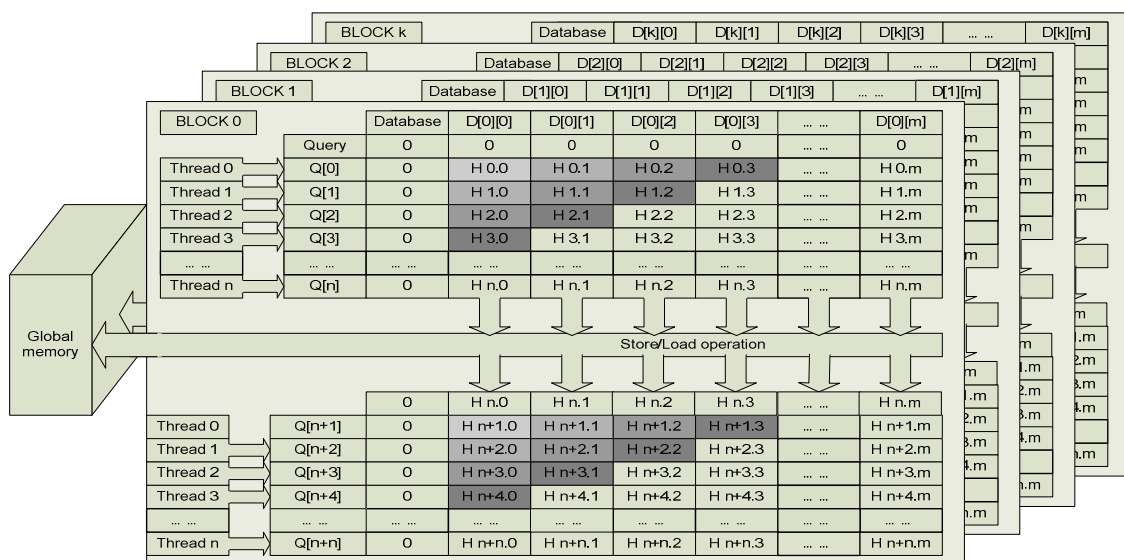 BLOCK k Database D[k][0] D[k][1] D[k][2] D[k][3] ... ... D[k][m]
BLOCK 2 Database D[2][0] D[2][1] D[2][2] D[2][3] ... ... D[2][m]
BLOCK 1 Database D[1][0] D[1][1] D[1][2] D[1][3] ... ... D[1][m]
BLOCK 0 Database D[0][0] D[0][1] D[0][2] D[0][3] ... ... D[0][m]
Query 0 0 0 0 0 ... ... 0
Thread 0 Q[0] 0 H 0.0 H 0.1 H 0.2 H 0.3 ... ... H 0.m
Thread 1 Q[1] 0 H 1.0 H 1.1 H 1.2 H 1.3 ... ... H 1.m
Thread 2 Q[2] 0 H 2.0 H 2.1 H 2.2 H 2.3 ... ... H 2.m
Thread 3 Q[3] 0 H 3.0 H 3.1 H 3.2 H 3.3 ... ... H 3.m
... ... ... ... ... ... ... ... ... ... ... ... ... ... ... ... ... ...
Thread n Q[n] 0 H n.0 H n.1 H n.2 H n.3 ... ... H n.m
Global
memory
Store/Load operation
0 H n.0 H n.1 H n.2 H n.3 ... ... H n.m
Thread 0 Q[n+1] 0 H n+1.0 H n+1.1 H n+1.2 H n+1.3 ... ... H n+1.m
Thread 1 Q[n+2] 0 H n+2.0 H n+2.1 H n+2.2 H n+2.3 ... ... H n+2.m
Thread 2 Q[n+3] 0 H n+3.0 H n+3.1 H n+3.2 H n+3.3 ... ... H n+3.m
Thread 3 Q[n+4] 0 H n+4.0 H n+4.1 H n+4.2 H n+4.3 ... ... H n+4.m
... ... ... ... ... ... ... ... ... ... ... ... ... ... ... ... ... ...
Thread n Q[n+n] 0 H n+n.0 H n+n.1 H n+n.2 H n+n.3 ... ... H n+n.m